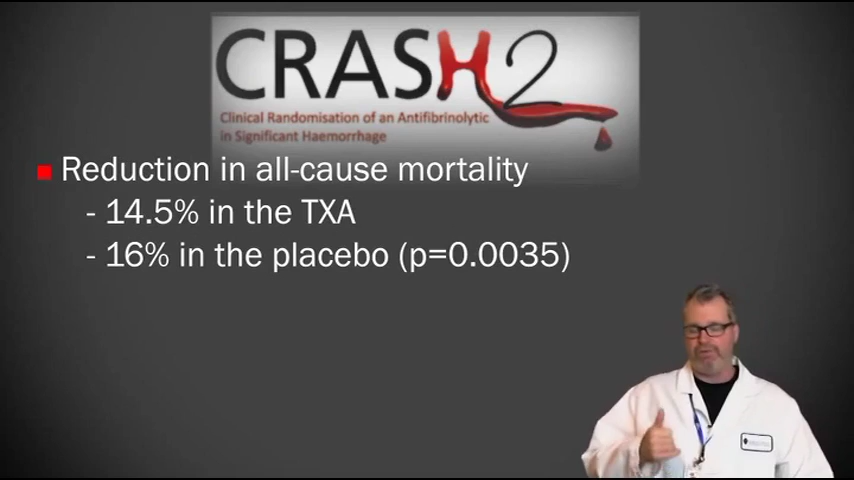 CRASH2
Clinical Randomisation of an Antifibrinolytic
in Significant Haemorrhage
Reduction in all-cause mortality
- 14.5% in the TXA
- 16% in the placebo (p=0.0035)